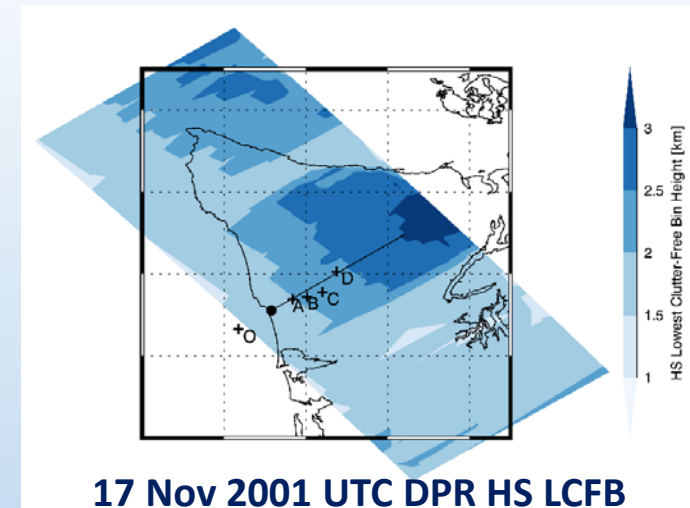 3
2.5
2
1.5
1
HS Lowest Clutter-Free Bin Height [km]
D
C
B
A
O
17 Nov 2001 UTC DPR HS LCFB